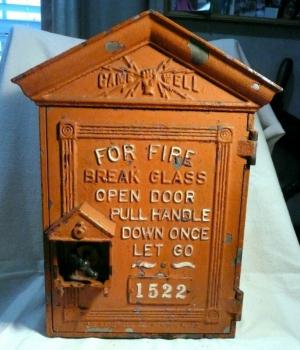 GAMEWELL
FOR FIRE
BREAK GLASS
OPEN DOOR
PULL HANDLE
DOWN ONCE
LET GO
1522